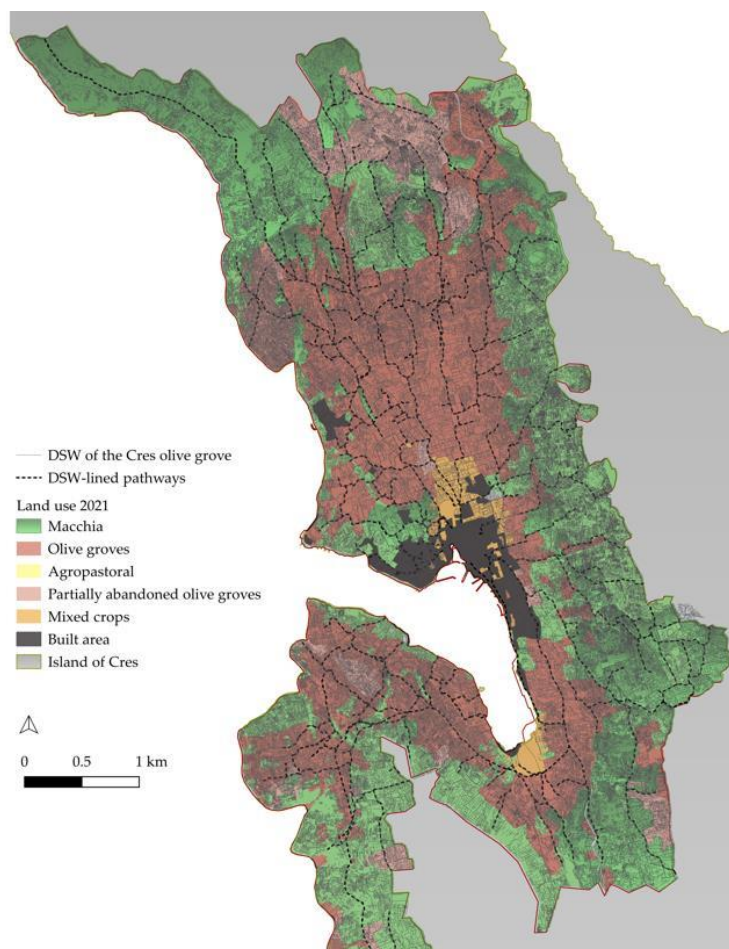 DSW of the Cres olive grove
DSW-lined pathways
Land use 2021
Macchia
Olive groves
Agropastoral
Partially abandoned olive groves
Mixed crops
Built area
Island of Cres
0 0.5 1 km